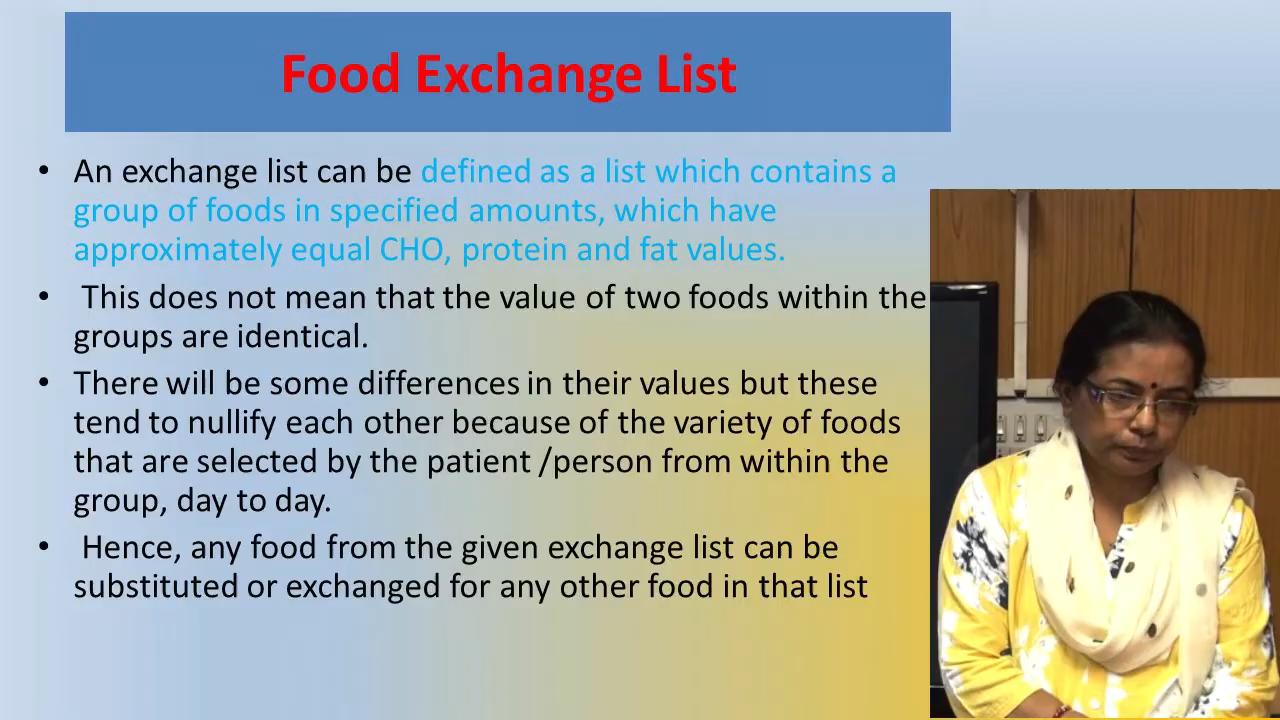 Food Exchange List
• An exchange list can be defined as a list which contains a
group of foods in specified amounts, which have
approximately equal CHO, protein and fat values.
• This does not mean that the value of two foods within the
groups are identical.
• There will be some differences in their values but these
tend to nullify each other because of the variety of foods
that are selected by the patient /person from within the
group, day to day.
• Hence, any food from the given exchange list can be
substituted or exchanged for any other food in that list